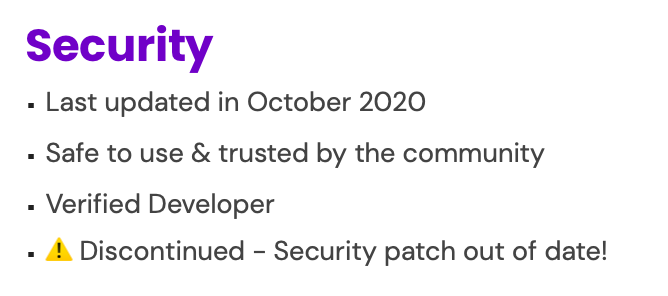 Security
▪ Last updated in October 2020
▪ Safe to use & trusted by the community
▪ Verified Developer
▪ ⚠️ Discontinued – Security patch out of date!